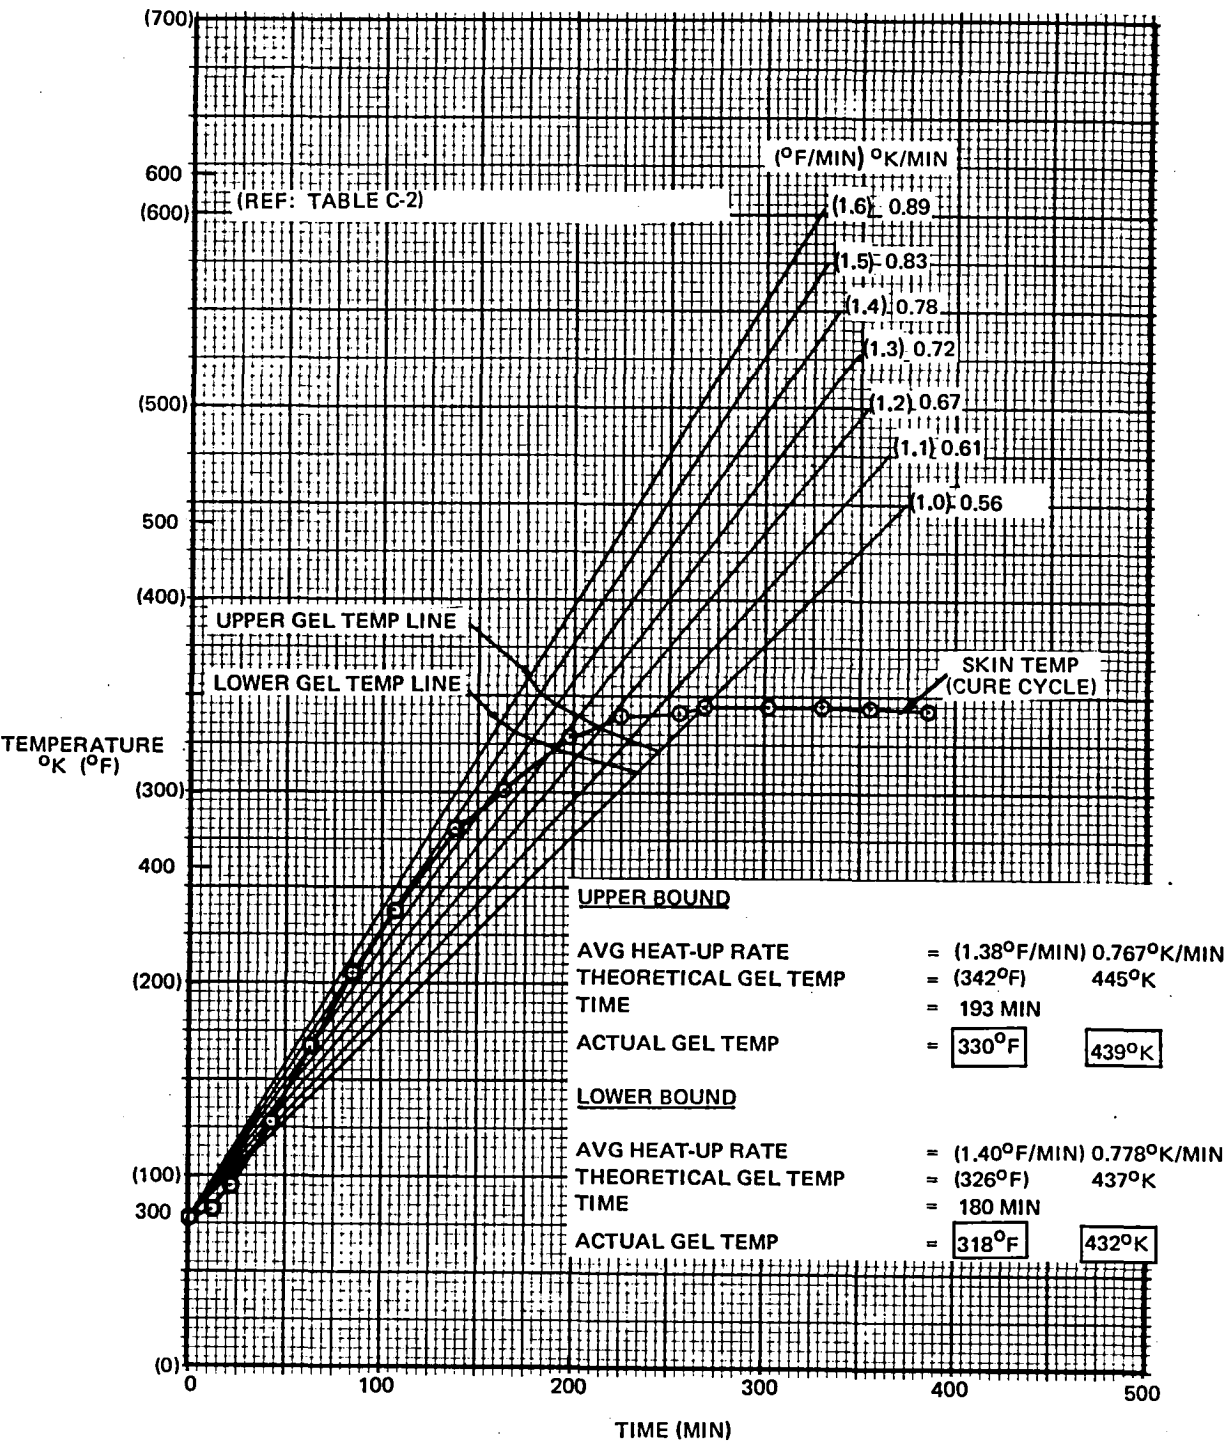 (700)
(°F/MIN) °K/MIN
600
(REF: TABLE C-2)
(600)
(1.6) 0.89
(1.5) 0.83
(1.4) 0.78
(1.3) 0.72
(500)
(1.2) 0.67
(1.1) 0.61
(1.0) 0.56
500
(400)
UPPER GEL TEMP LINE
SKIN TEMP
(CURE CYCLE)
LOWER GEL TEMP LINE
TEMPERATURE
°K (°F)
(300)
400
UPPER BOUND
AVG HEAT-UP RATE = (1.38°F/MIN) 0.767°K/MIN
THEORETICAL GEL TEMP = (342°F) 445°K
TIME = 193 MIN
ACTUAL GEL TEMP = 330°F 439°K
(200)
LOWER BOUND
AVG HEAT-UP RATE = (1.40°F/MIN) 0.778°K/MIN
THEORETICAL GEL TEMP = (326°F) 437°K
TIME = 180 MIN
ACTUAL GEL TEMP = 318°F 432°K
(100)
300
(0)
0 100 200 300 400 500
TIME (MIN)